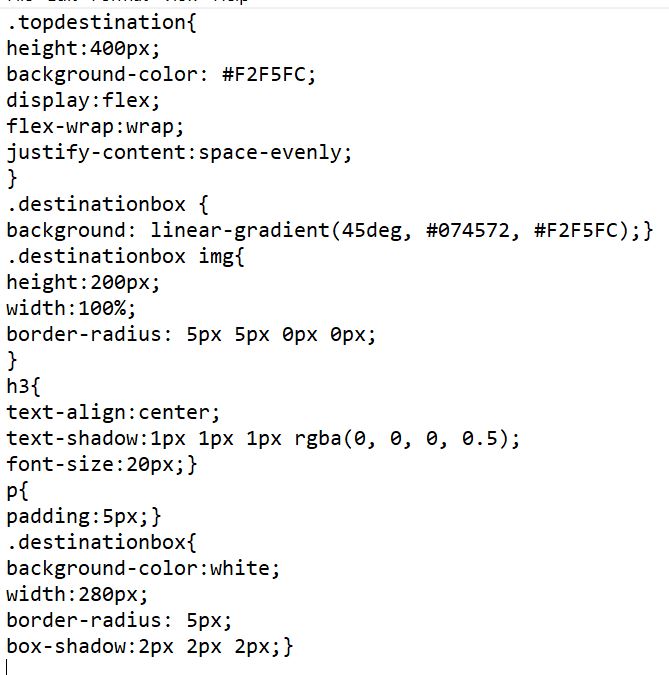 .topdestination{
height:400px;
background-color: #F2F5FC;
display:flex;
flex-wrap:wrap;
justify-content:space-evenly;
}
.destinationbox {
background: linear-gradient(45deg, #074572, #F2F5FC);}
.destinationbox img{
height:200px;
width:100%;
border-radius: 5px 5px 0px 0px;
}
h3{
text-align:center;
text-shadow:1px 1px 1px rgba(0, 0, 0, 0.5);
font-size:20px;}
p{
padding:5px;}
.destinationbox{
background-color:white;
width:280px;
border-radius: 5px;
box-shadow:2px 2px 2px;}